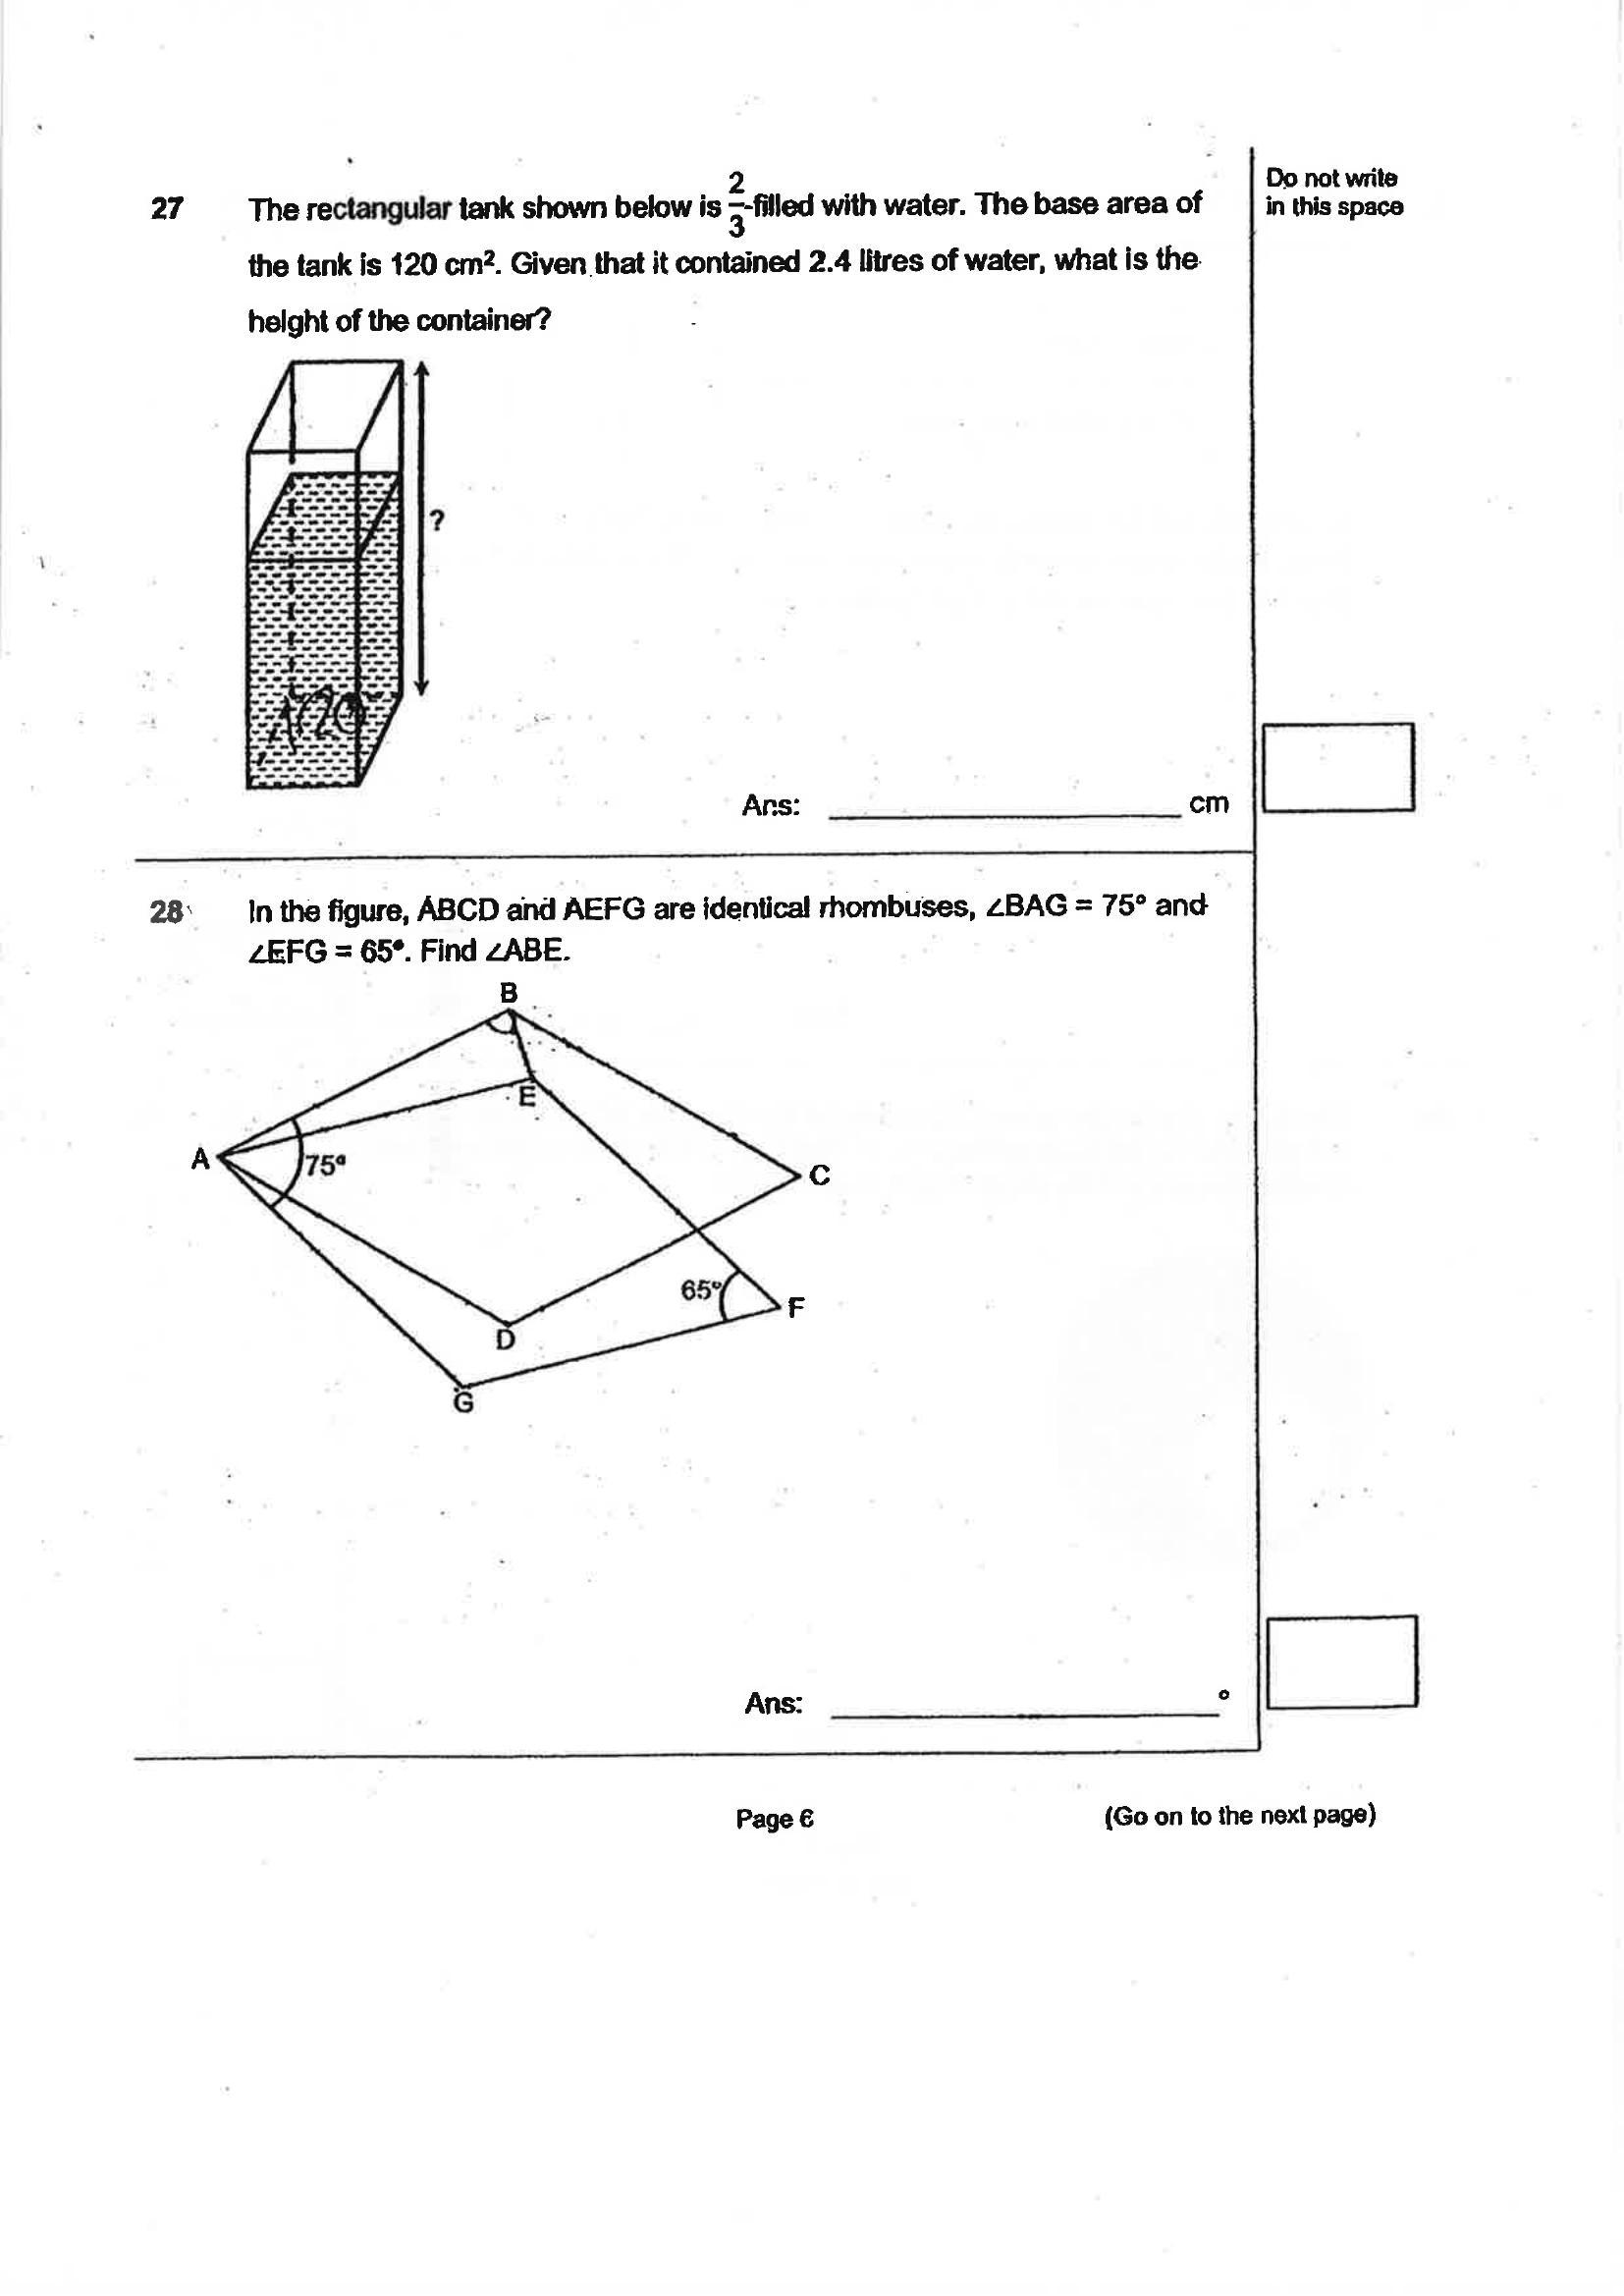 Do not write
in this space
27 The rectangular tank shown below is 2/3-filled with water. The base area of
the tank is 120 cm². Given that it contained 2.4 litres of water, what is the
height of the container?
?
120
Ans: ____________ cm
28 In the figure, ABCD and AEFG are identical rhombuses, ∠BAG = 75° and
∠EFG = 65°. Find ∠ABE.
B
E
A
75°
C
65°
F
D
G
Ans: ____________ °
Page 6
(Go on to the next page)